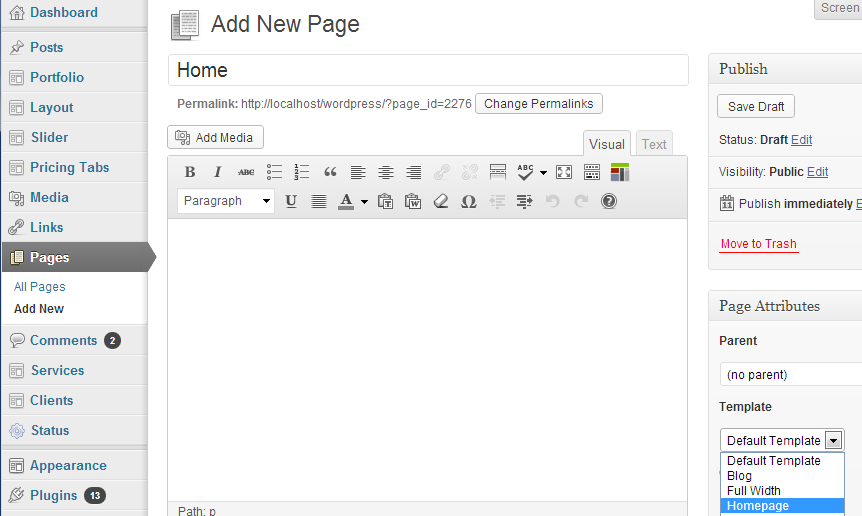 Dashboard
Posts
Portfolio
Layout
Slider
Pricing Tabs
Media
Links
Pages
All Pages
Add New
Comments 2
Services
Clients
Status
Appearance
Plugins 13
Screen
Add New Page
Home
Permalink: http://localhost/wordpress/?page_id=2276 Change Permalinks
Add Media
Visual Text
B I ABC ABC
Paragraph U A Ω
Path: p
Publish
Save Draft
Status: Draft Edit
Visibility: Public Edit
11 Publish immediately E
Move to Trash
Page Attributes
Parent
(no parent)
Template
Default Template
Default Template
Blog
Full Width
Homepage